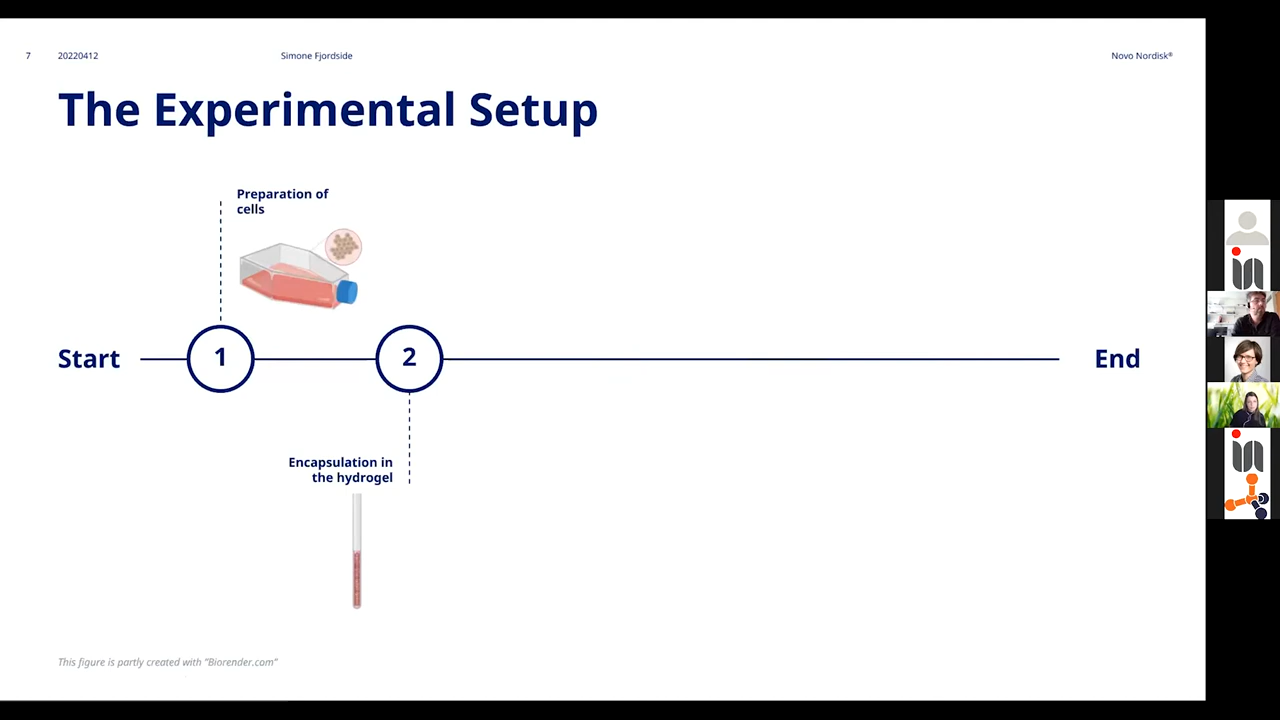 7 20220412 Simone Fjordside Novo Nordisk®
The Experimental Setup
Preparation of
cells
Start 1 2 End
Encapsulation in
the hydrogel
This figure is partly created with "Biorender.com"